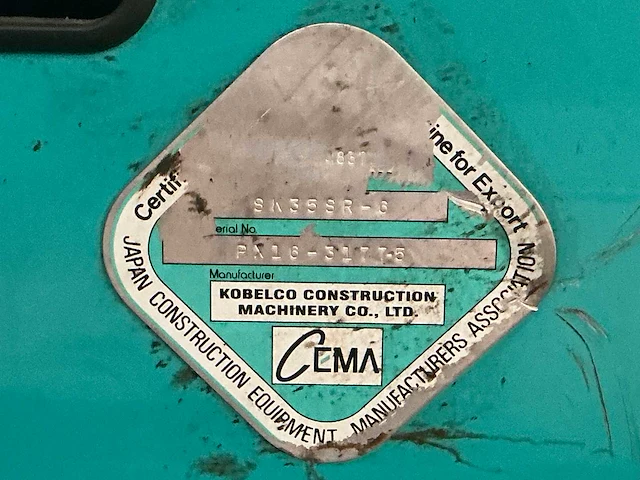 Certif
ine for Export
SK35SR-6
erial No.
PX16-31775
Manufacturer
KOBELCO CONSTRUCTION
MACHINERY CO., LTD.
CEMA
JAPAN CONSTRUCTION EQUIPMENT MANUFACTURERS ASSOCIATION